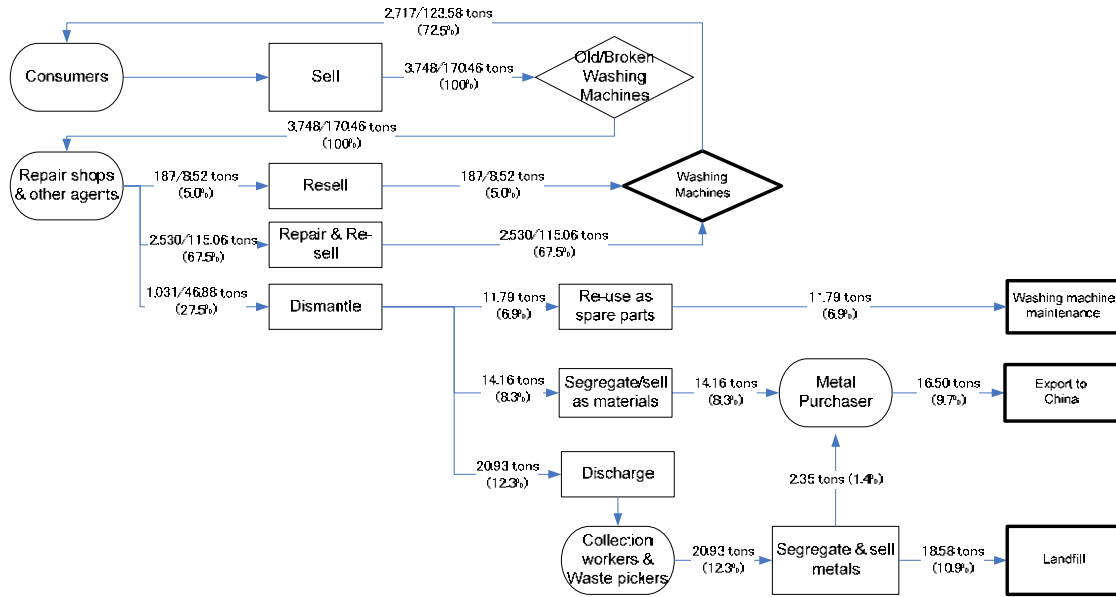 2,717/123.58 tons
(72.5%)
Consumers
Sell
3,748/170.46 tons
(100%)
Old/Broken
Washing
Machines
3,748/170.46 tons
(100%)
Repair shops
& other agents
187/8.52 tons
(5.0%)
Resell
187/8.52 tons
(5.0%)
Washing
Machines
2,530/115.06 tons
(67.5%)
Repair & Re-
sell
2,530/115.06 tons
(67.5%)
1,031/46.88 tons
(27.5%)
Dismantle
11.79 tons
(6.9%)
Re-use as
spare parts
11.79 tons
(6.9%)
Washing machine
maintenance
14.16 tons
(8.3%)
Segregate/sell
as materials
14.16 tons
(8.3%)
Metal
Purchaser
16.50 tons
(9.7%)
Export to
China
20.93 tons
(12.3%)
Discharge
2.35 tons (1.4%)
Collection
workers &
Waste pickers
20.93 tons
(12.3%)
Segregate & sell
metals
18.58 tons
(10.9%)
Landfill